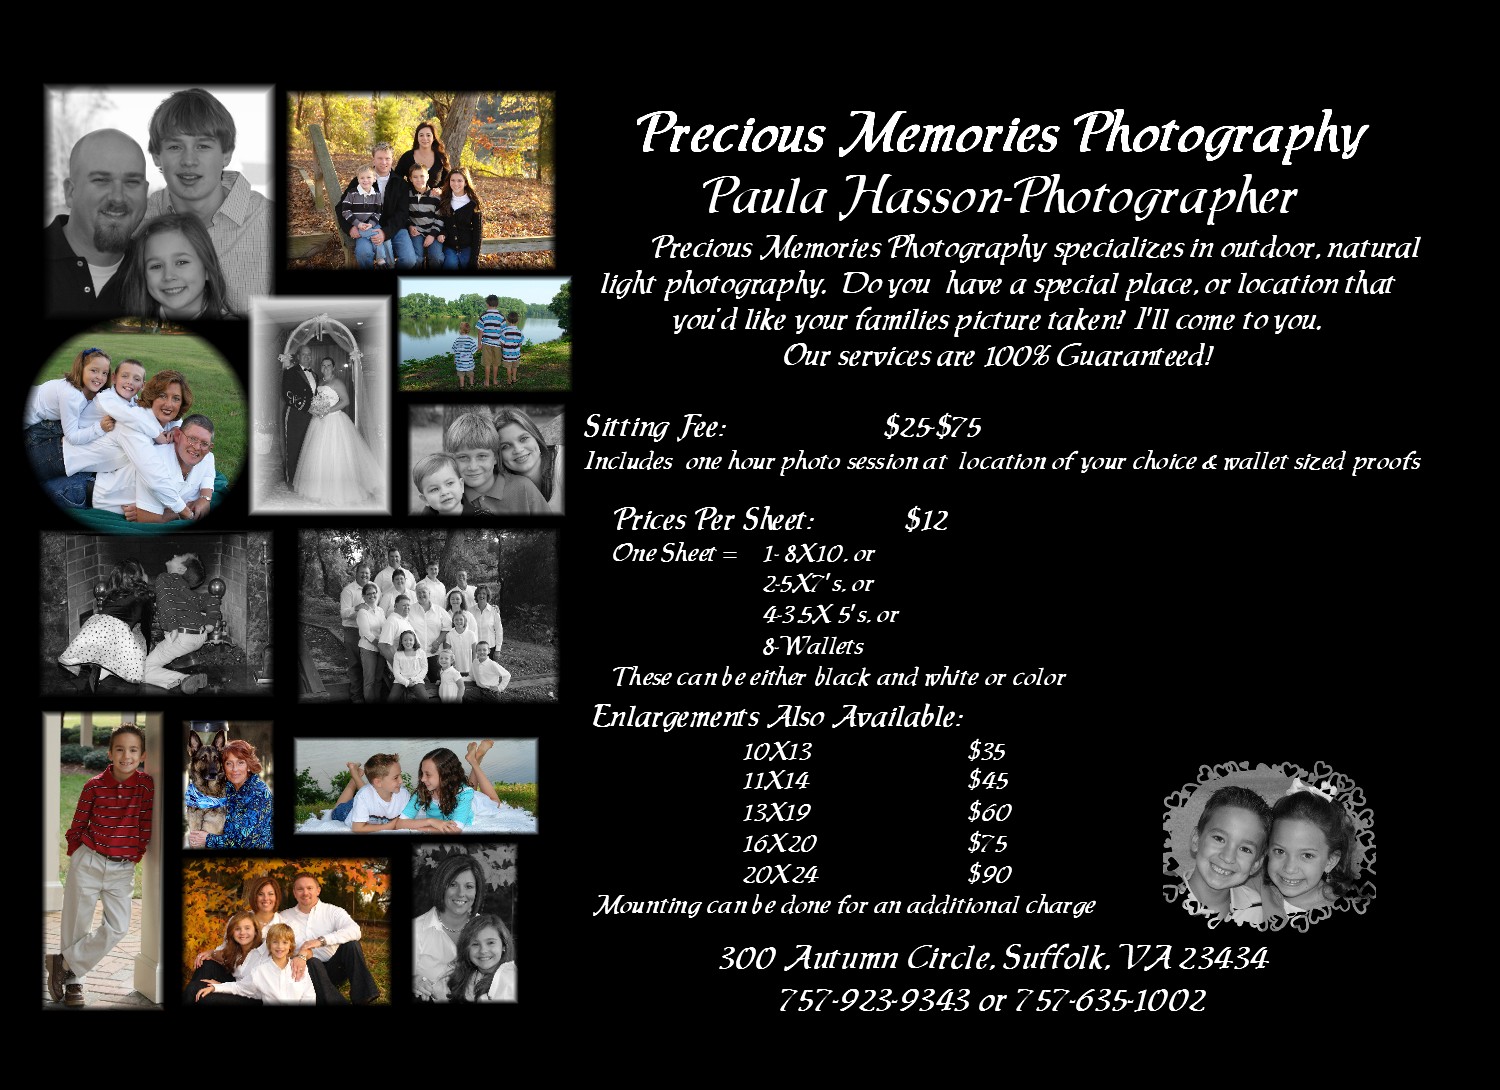 Precious Memories Photography
Paula Hasson-Photographer
Precious Memories Photography specializes in outdoor, natural
light photography. Do you have a special place, or location that
you'd like your families picture taken? I'll come to you.
Our services are 100% Guaranteed!
Sitting Fee: $25-$75
Includes one hour photo session at location of your choice & wallet sized proofs
Prices Per Sheet: $12
One Sheet = 1- 8X10, or
2-5X7's, or
4-3.5X 5's, or
8-Wallets
These can be either black and white or color
Enlargements Also Available:
10X13 $35
11X14 $45
13X19 $60
16X20 $75
20X24 $90
Mounting can be done for an additional charge
300 Autumn Circle, Suffolk, VA 23434
757-923-9343 or 757-635-1002